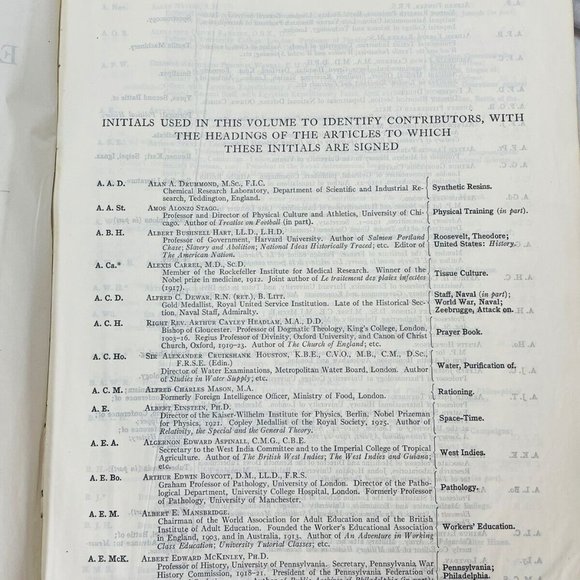 INITIALS USED IN THIS VOLUME TO IDENTIFY CONTRIBUTORS, WITH
THE HEADINGS OF THE ARTICLES TO WHICH
THESE INITIALS ARE SIGNED
A. A. D. ALAN A. DRUMMOND, M.SC., F.I.C.
Chemical Research Laboratory, Department of Scientific and Industrial Re-
search, Teddington, England.
Synthetic Resins.
A. A. St. AMOS ALONZO STAGG.
Professor and Director of Physical Culture and Athletics, University of Chi-
cago. Author of Treatise on Football (in part).
Physical Training (in part).
A. B. H. ALBERT BUSHNELL HART, LL.D., L.H.D.
Professor of Government, Harvard University. Author of Salmon Portland
Chase; Slavery and Abolition; National Ideas Historically Traced; etc. Editor of
The American Nation.
Roosevelt, Theodore;
United States: History.
A. Ca.* ALEXIS CARREL, M.D., SC.D.
Member of the Rockefeller Institute for Medical Research. Winner of the
Nobel prize in medicine, 1912. Joint author of Le traitement des plaies infectées
(1917).
Tissue Culture.
A. C. D. ALFRED C. DEWAR, R.N. (RET.), B. LITT.
Gold Medallist, Royal United Service Institution. Late of the Historical Sec-
tion, Naval Staff, Admiralty.
Staff, Naval (in part);
World War, Naval;
Zeebrugge, Attack on.
A. C. H. RIGHT REV. ARTHUR CAYLEY HEADLAM, M.A., D.D.
Bishop of Gloucester. Professor of Dogmatic Theology, King's College, London,
1903-16. Regius Professor of Divinity, Oxford University, and Canon of Christ
Church, Oxford, 1919-23. Author of The Church of England; etc.
Prayer Book.
A. C. Ho. SIR ALEXANDER CRUIKSHANK HOUSTON, K.B.E., C.V.O., M.B., C.M., D.SC.,
F.R.S.E. (Edin.)
Director of Water Examinations, Metropolitan Water Board, London. Author
of Studies in Water Supply; etc.
Water, Purification of.
A. C. M. ALFRED CHARLES MASON, M.A.
Formerly Foreign Intelligence Officer, Ministry of Food, London.
Rationing.
A. E. ALBERT EINSTEIN, PH.D.
Director of the Kaiser-Wilhelm Institute for Physics, Berlin. Nobel Prizeman
for Physics, 1921. Copley Medallist of the Royal Society, 1925. Author of
Relativity, the Special and the General Theory.
Space-Time.
A. E. A. ALGERNON EDWARD ASPINALL, C.M.G., C.B.E.
Secretary to the West India Committee and to the Imperial College of Tropical
Agriculture. Author of The British West Indies; The West Indies and Guiana;
etc.
West Indies.
A. E. Bo. ARTHUR EDWIN BOYCOTT, D.M., LL.D., F.R.S.
Graham Professor of Pathology, University of London. Director of the Patho-
logical Department, University College Hospital, London. Formerly Professor
of Pathology, University of Manchester.
Pathology.
A. E. M. ALBERT E. MANSBRIDGE.
Chairman of the World Association for Adult Education and of the British
Institute of Adult Education. Founded the Worker's Educational Association
in England, 1903, and in Australia, 1913. Author of An Adventure in Working
Class Education; University Tutorial Classes; etc.
Workers' Education.
A. E. McK. ALBERT EDWARD MCKINLEY, PH.D.
Professor of History, University of Pennsylvania. Secretary, Pennsylvania War
History Commission, 1918-21. President of the Pennsylvania Federation of
Pennsylvania;
Philadelphia.